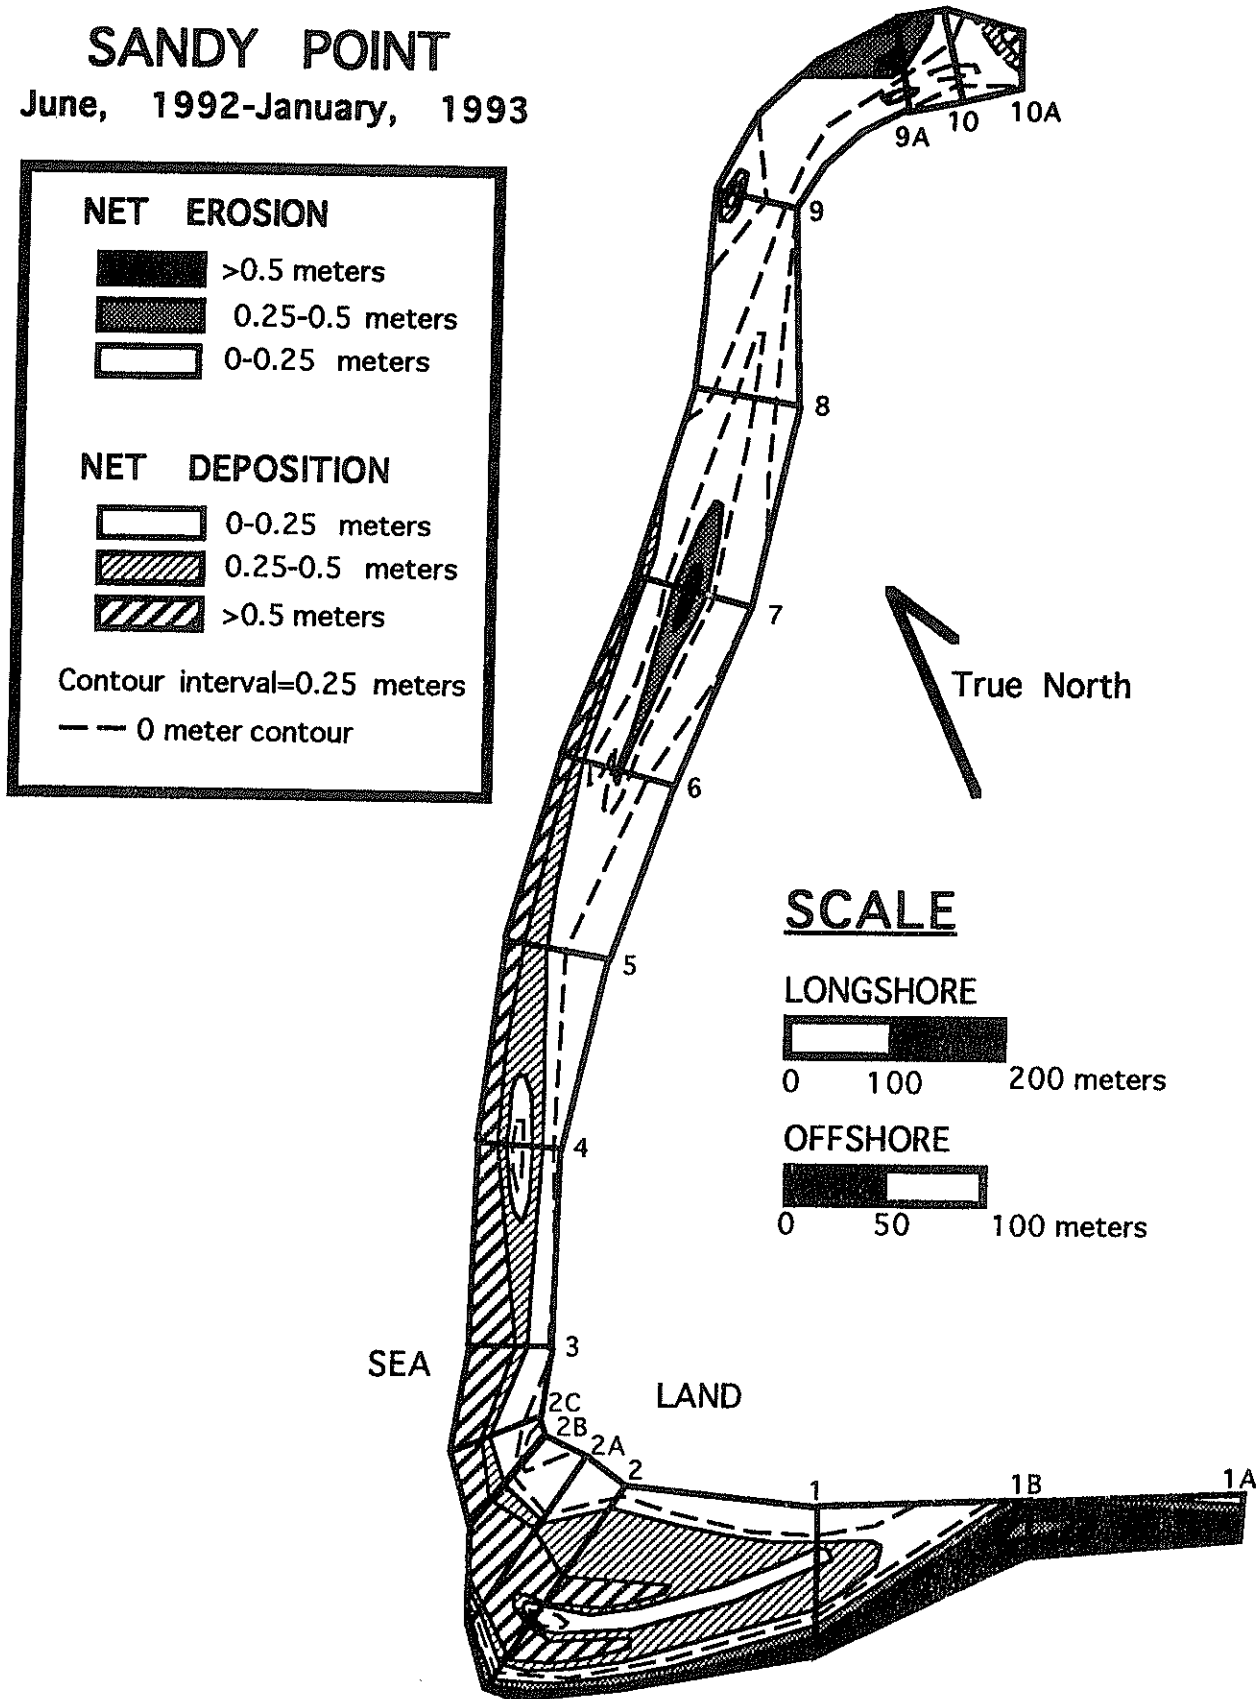 SANDY POINT
June, 1992-January, 1993
NET EROSION
>0.5 meters
0.25-0.5 meters
0-0.25 meters
NET DEPOSITION
0-0.25 meters
0.25-0.5 meters
>0.5 meters
Contour interval=0.25 meters
0 meter contour
9A
10
10A
9
8
7
True North
6
SCALE
5
LONGSHORE
0 100 200 meters
OFFSHORE
4
0 50 100 meters
3
SEA
LAND
2C
2B
2A
2
1
1B
1A